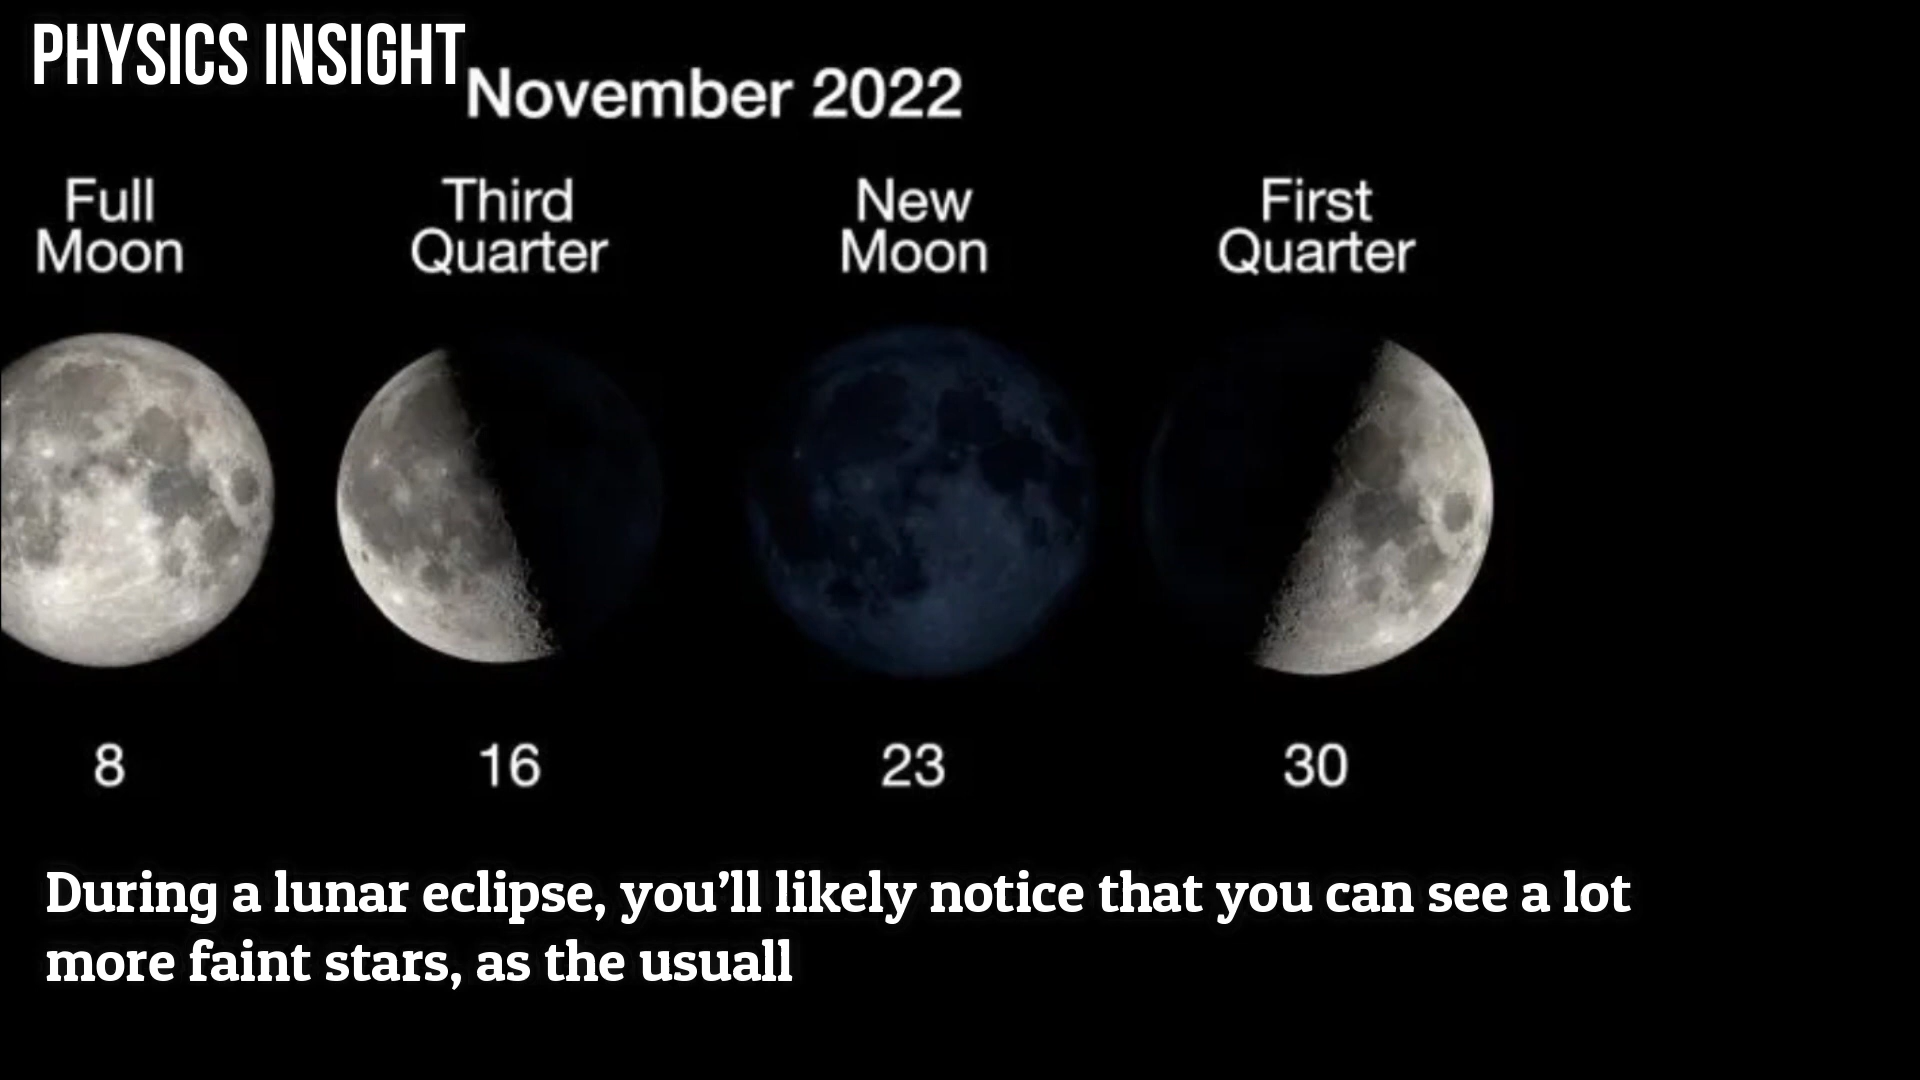 PHYSICS INSIGHT
November 2022
Full Moon
Third Quarter
New Moon
First Quarter
8
16
23
30
During a lunar eclipse, you’ll likely notice that you can see a lot
more faint stars, as the usuall